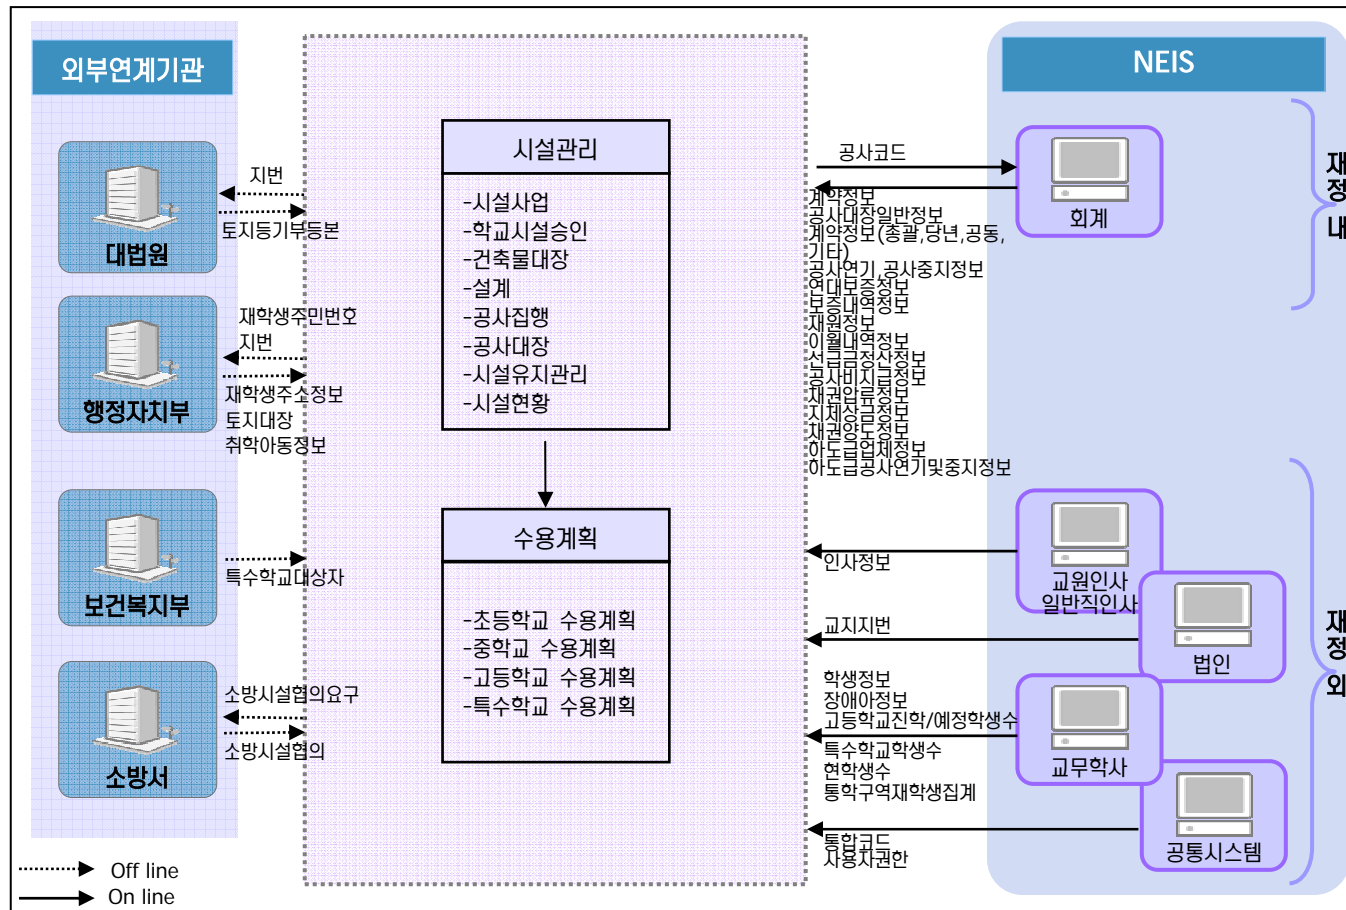 외부연계기관
대법원
행정자치부
보건복지부
소방서
지번
토지등기부등본
재학생주민번호
지번
재학생주소정보
토지대장
취학아동정보
특수학교대상자
소방시설협의요구
소방시설협의
Off line
On line
시설관리
-시설사업
-학교시설승인
-건축물대장
-설계
-공사집행
-공사대장
-시설유지관리
-시설현황
수용계획
-초등학교 수용계획
-중학교 수용계획
-고등학교 수용계획
-특수학교 수용계획
공사코드
계약정보
공사대장일반정보
계약정보(총괄,당년,공동,
기타)
공사연기,공사중지정보
연대보증정보
보증내역정보
재원정보
이월내역정보
선급금정산정보
공사비지급정보
채권압류정보
지체상금정보
채권양도정보
하도급업체정보
하도급공사연기및중지정보
인사정보
교지지번
학생정보
장애아정보
고등학교진학/예정학생수
특수학교학생수
현학생수
통학구역재학생집계
통합코드
사용자권한
NEIS
회계
교원인사
일반직인사
법인
교무학사
공통시스템
재
정
내
재
정
외